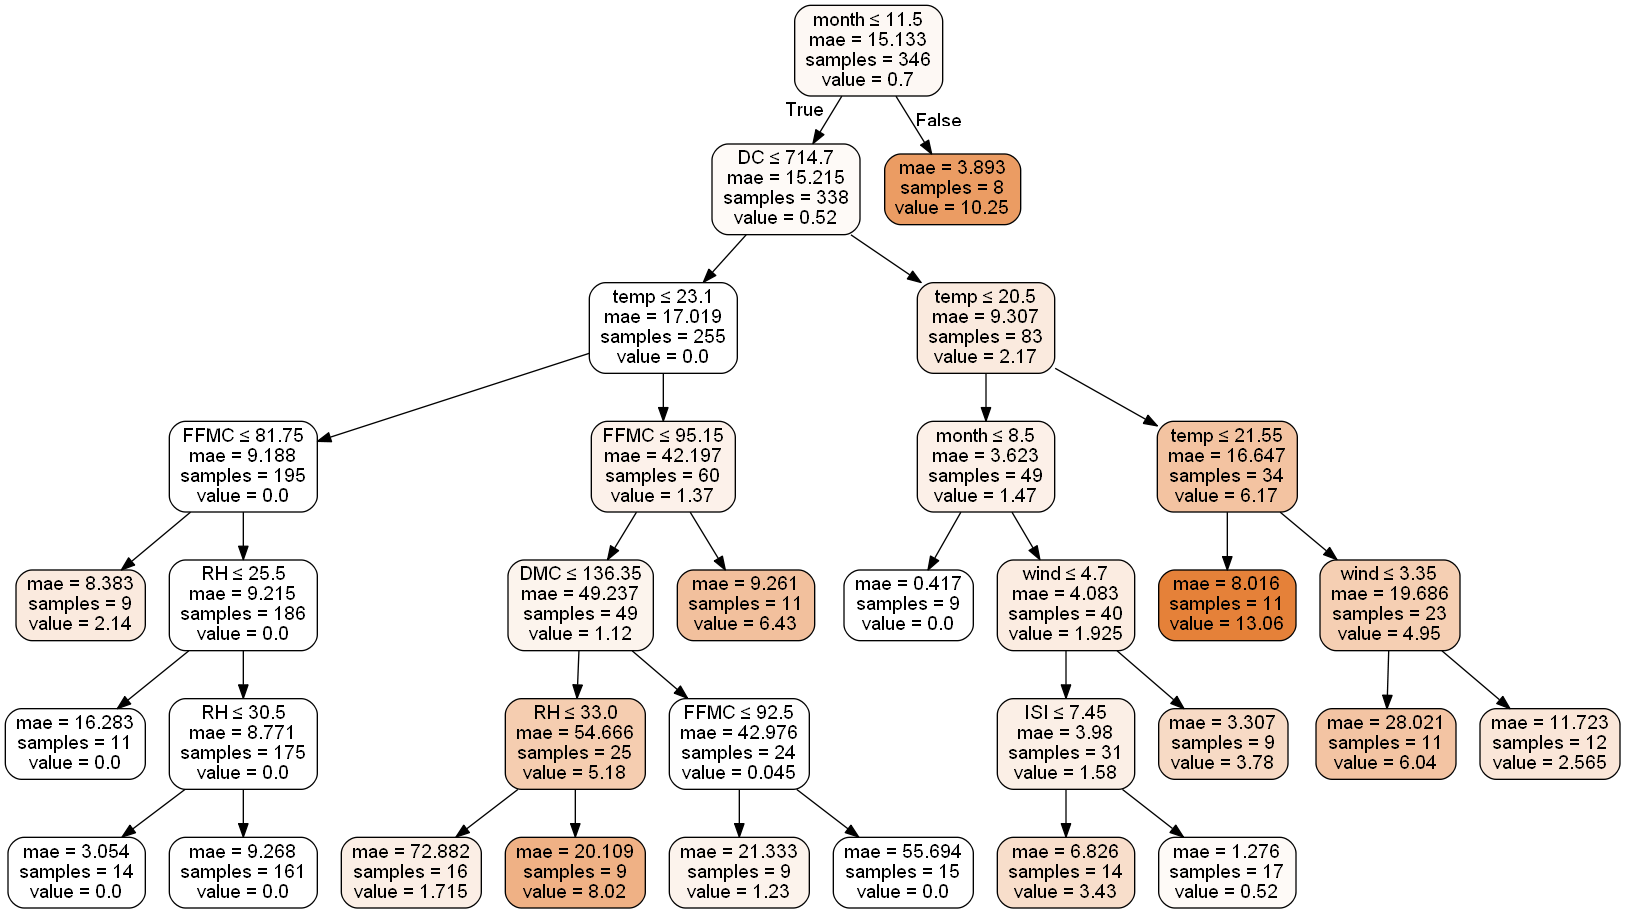 month ≤ 11.5
mae = 15.133
samples = 346
value = 0.7
True
False
DC ≤ 714.7
mae = 15.215
samples = 338
value = 0.52
mae = 3.893
samples = 8
value = 10.25
temp ≤ 23.1
mae = 17.019
samples = 255
value = 0.0
temp ≤ 20.5
mae = 9.307
samples = 83
value = 2.17
FFMC ≤ 81.75
mae = 9.188
samples = 195
value = 0.0
FFMC ≤ 95.15
mae = 42.197
samples = 60
value = 1.37
month ≤ 8.5
mae = 3.623
samples = 49
value = 1.47
temp ≤ 21.55
mae = 16.647
samples = 34
value = 6.17
mae = 8.383
samples = 9
value = 2.14
RH ≤ 25.5
mae = 9.215
samples = 186
value = 0.0
DMC ≤ 136.35
mae = 49.237
samples = 49
value = 1.12
mae = 9.261
samples = 11
value = 6.43
mae = 0.417
samples = 9
value = 0.0
wind ≤ 4.7
mae = 4.083
samples = 40
value = 1.925
mae = 8.016
samples = 11
value = 13.06
wind ≤ 3.35
mae = 19.686
samples = 23
value = 4.95
mae = 16.283
samples = 11
value = 0.0
RH ≤ 30.5
mae = 8.771
samples = 175
value = 0.0
RH ≤ 33.0
mae = 54.666
samples = 25
value = 5.18
FFMC ≤ 92.5
mae = 42.976
samples = 24
value = 0.045
ISI ≤ 7.45
mae = 3.98
samples = 31
value = 1.58
mae = 3.307
samples = 9
value = 3.78
mae = 28.021
samples = 11
value = 6.04
mae = 11.723
samples = 12
value = 2.565
mae = 3.054
samples = 14
value = 0.0
mae = 9.268
samples = 161
value = 0.0
mae = 72.882
samples = 16
value = 1.715
mae = 20.109
samples = 9
value = 8.02
mae = 21.333
samples = 9
value = 1.23
mae = 55.694
samples = 15
value = 0.0
mae = 6.826
samples = 14
value = 3.43
mae = 1.276
samples = 17
value = 0.52